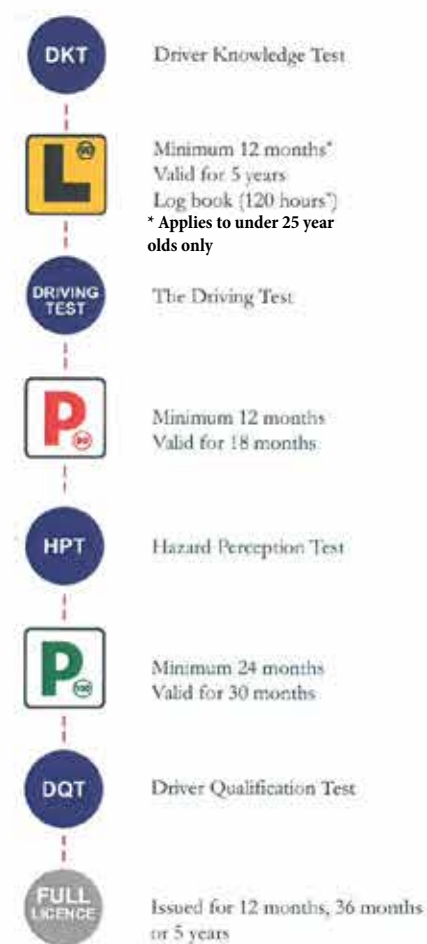 DKT
Driver Knowledge Test
L
90
Minimum 12 months*
Valid for 5 years
Log book (120 hours*)
* Applies to under 25 year
olds only
DRIVING
TEST
The Driving Test
P
90
Minimum 12 months
Valid for 18 months
HPT
Hazard Perception Test
P
100
Minimum 24 months
Valid for 30 months
DQT
Driver Qualification Test
FULL
LICENCE
Issued for 12 months, 36 months
or 5 years